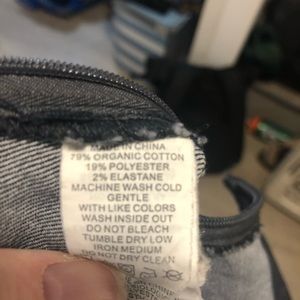 MADE IN CHINA
79% ORGANIC COTTON
19% POLYESTER
2% ELASTANE
MACHINE WASH COLD
GENTLE
WITH LIKE COLORS
WASH INSIDE OUT
DO NOT BLEACH
TUMBLE DRY LOW
IRON MEDIUM
DO NOT DRY CLEAN